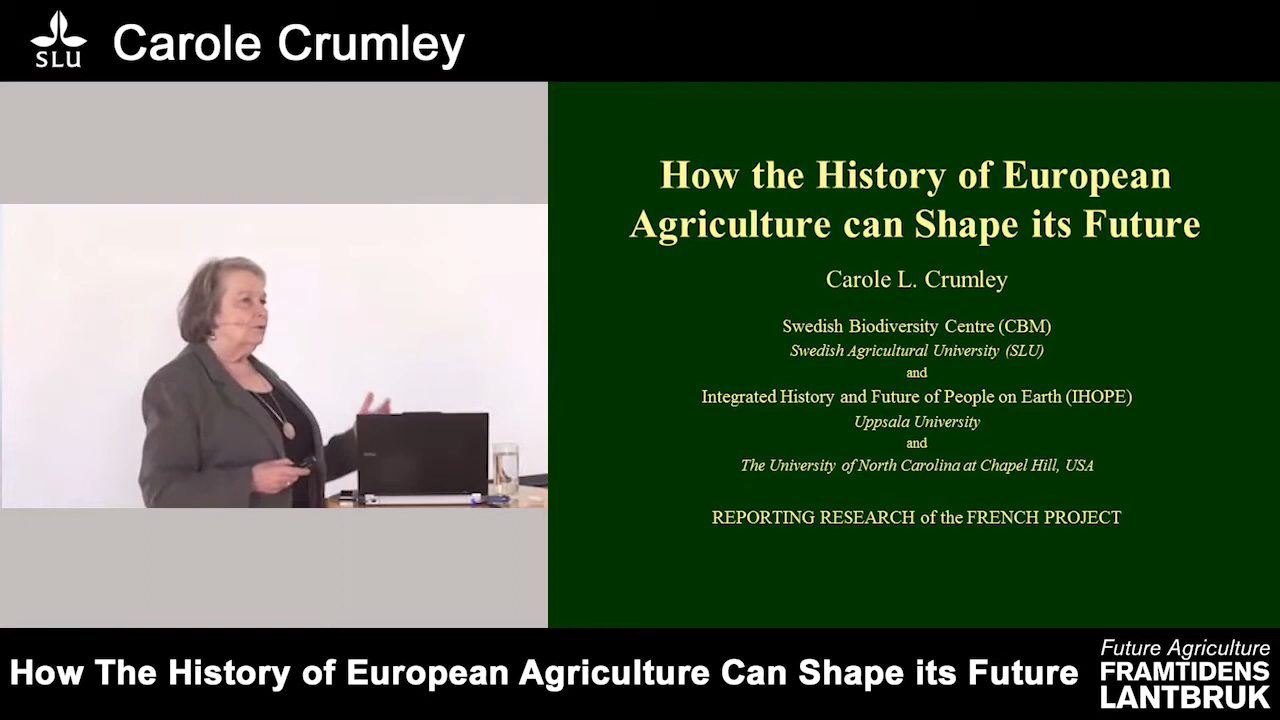 SLU
Carole Crumley
How the History of European
Agriculture can Shape its Future
Carole L. Crumley
Swedish Biodiversity Centre (CBM)
Swedish Agricultural University (SLU)
and
Integrated History and Future of People on Earth (IHOPE)
Uppsala University
and
The University of North Carolina at Chapel Hill, USA
REPORTING RESEARCH of the FRENCH PROJECT
How The History of European Agriculture Can Shape its Future
Future Agriculture
FRAMTIDENS
LANTBRUK